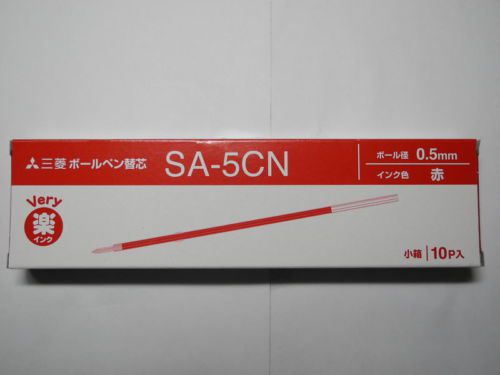 三菱 ボールペン替芯 SA-5CN
ボール径 0.5mm
インク色 赤
Very
楽
インク
小箱 10P入